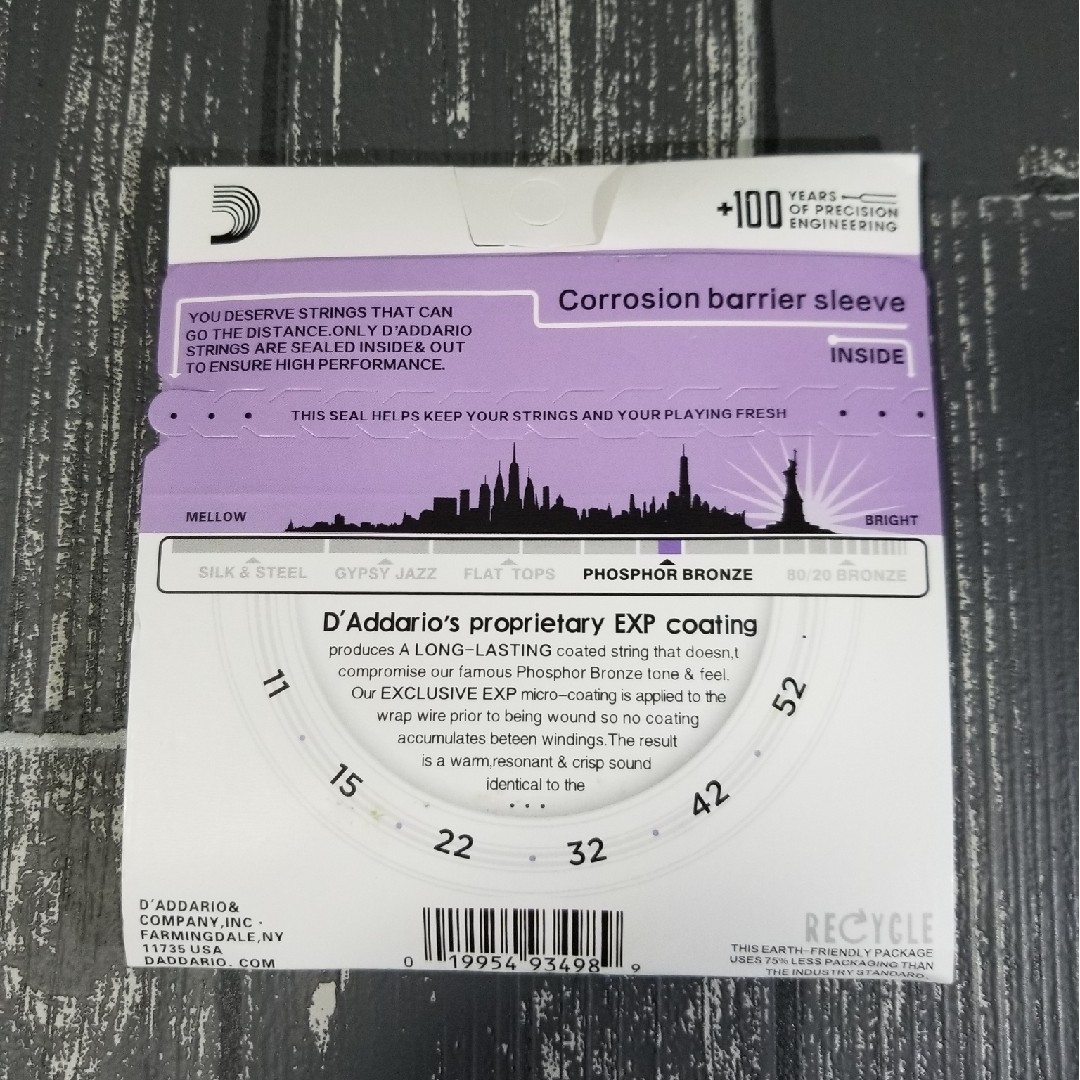 +100 YEARS
OF PRECISION
ENGINEERING
Corrosion barrier sleeve
INSIDE
YOU DESERVE STRINGS THAT CAN
GO THE DISTANCE.ONLY D'ADDARIO
STRINGS ARE SEALED INSIDE& OUT
TO ENSURE HIGH PERFORMANCE.
THIS SEAL HELPS KEEP YOUR STRINGS AND YOUR PLAYING FRESH
MELLOW
BRIGHT
SILK & STEEL GYPSY JAZZ FLAT TOPS PHOSPHOR BRONZE 80/20 BRONZE
D'Addario's proprietary EXP coating
produces A LONG-LASTING coated string that doesn,t
compromise our famous Phosphor Bronze tone & feel.
Our EXCLUSIVE EXP micro-coating is applied to the
wrap wire prior to being wound so no coating
accumulates beteen windings.The result
is a warm,resonant & crisp sound
identical to the
...
11
15
22
32
42
52
D'ADDARIO&
COMPANY,INC ·
FARMINGDALE,NY
11735 USA
DADDARIO. COM
0 19954 93498 9
RECYCLE
THIS EARTH-FRIENDLY PACKAGE
USES 75% LESS PACKAGING THAN
THE INDUSTRY STANDARD.